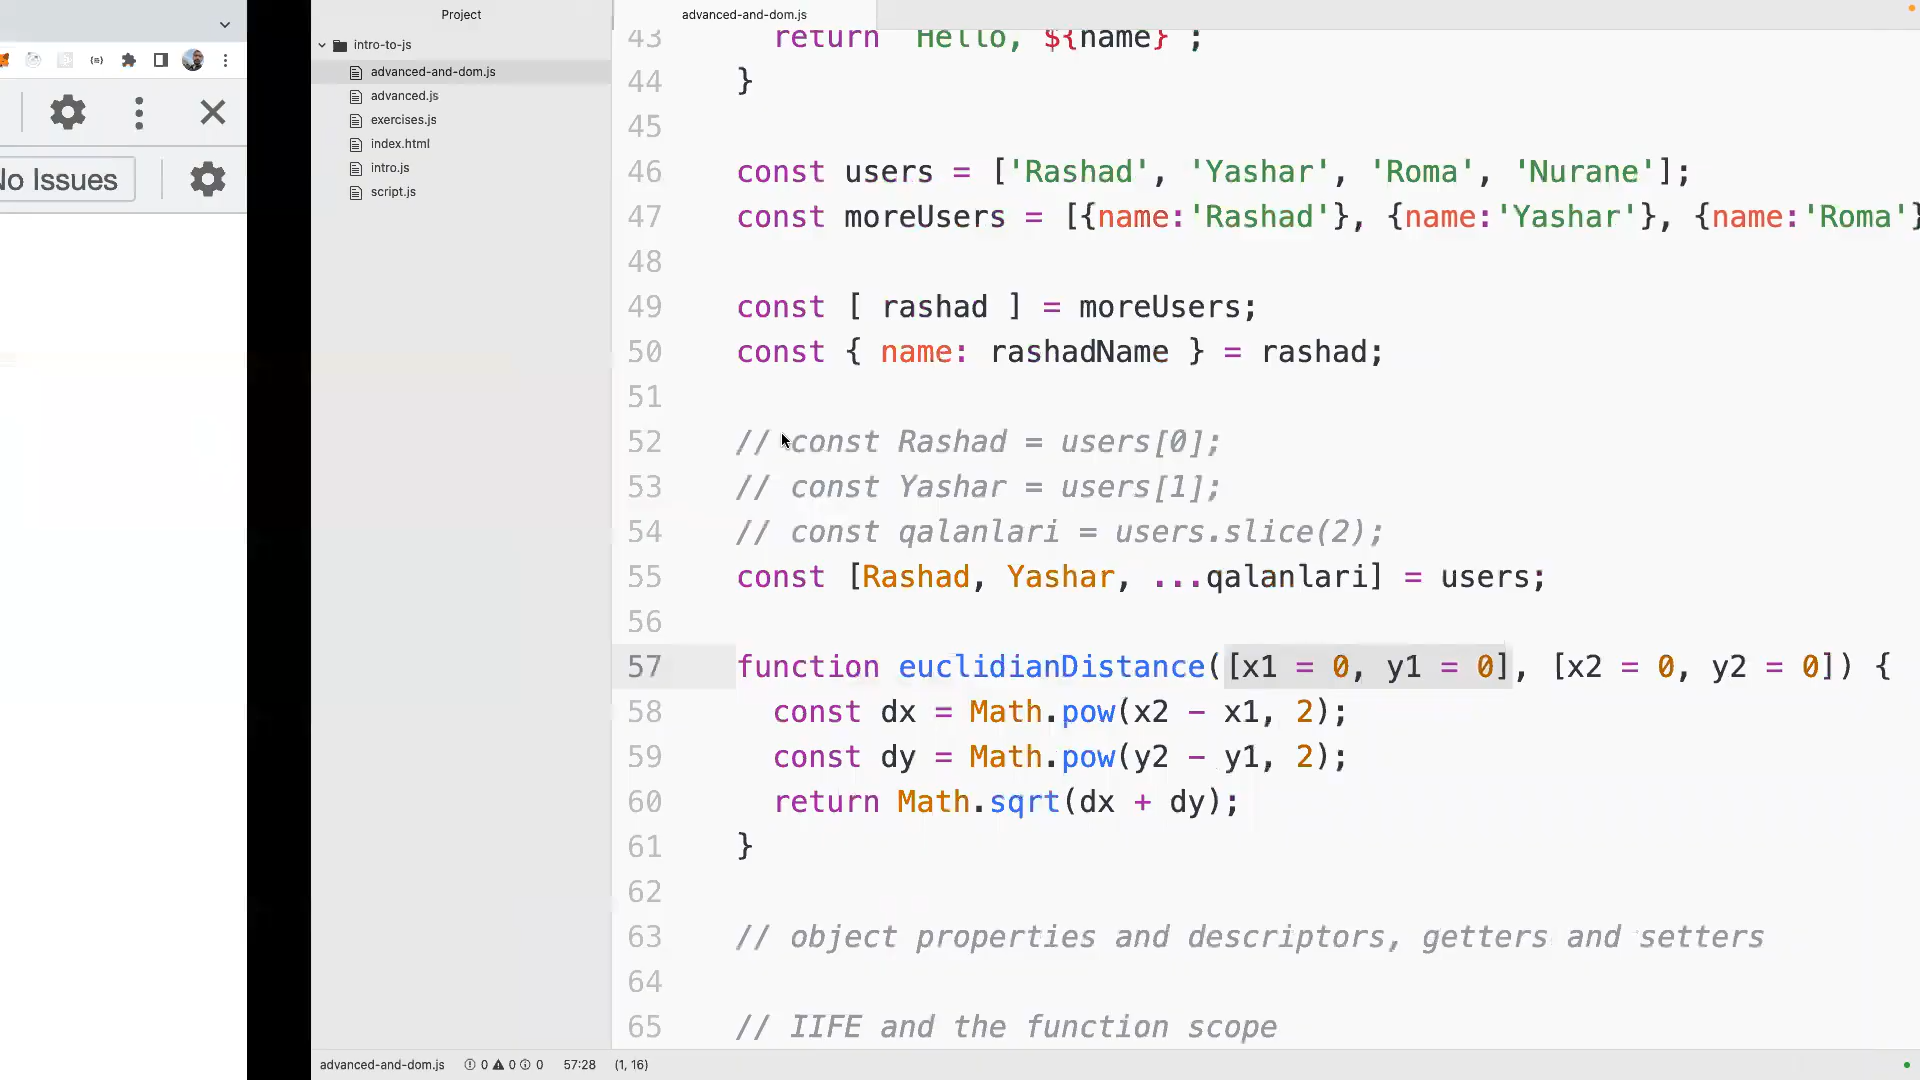 No Issues
Project
intro-to-js
advanced-and-dom.js
advanced.js
exercises.js
index.html
intro.js
script.js
advanced-and-dom.js
43 return `Hello, ${name}`;
44 }
45
46 const users = ['Rashad', 'Yashar', 'Roma', 'Nurane'];
47 const moreUsers = [{name:'Rashad'}, {name:'Yashar'}, {name:'Roma'}
48
49 const [ rashad ] = moreUsers;
50 const { name: rashadName } = rashad;
51
52 // const Rashad = users[0];
53 // const Yashar = users[1];
54 // const qalanlari = users.slice(2);
55 const [Rashad, Yashar, ...qalanlari] = users;
56
57 function euclidianDistance([x1 = 0, y1 = 0], [x2 = 0, y2 = 0]) {
58 const dx = Math.pow(x2 - x1, 2);
59 const dy = Math.pow(y2 - y1, 2);
60 return Math.sqrt(dx + dy);
61 }
62
63 // object properties and descriptors, getters and setters
64
65 // IIFE and the function scope
advanced-and-dom.js 0 0 0 57:28 (1, 16)